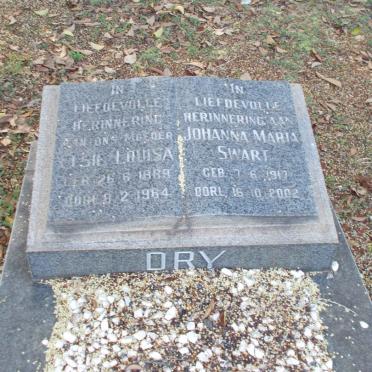 IN
LIEFDEVOLLE
HERINNERING
AAN ONS MOEDER
ELSIE LOUISA
GEB. 26. 6. 1889
OORL. 9. 2. 1964
IN
LIEFDEVOLLE
HERINNERING AAN
JOHANNA MARIA
SWART
GEB. 7. 6. 1917
OORL. 16. 10. 2002
DRY